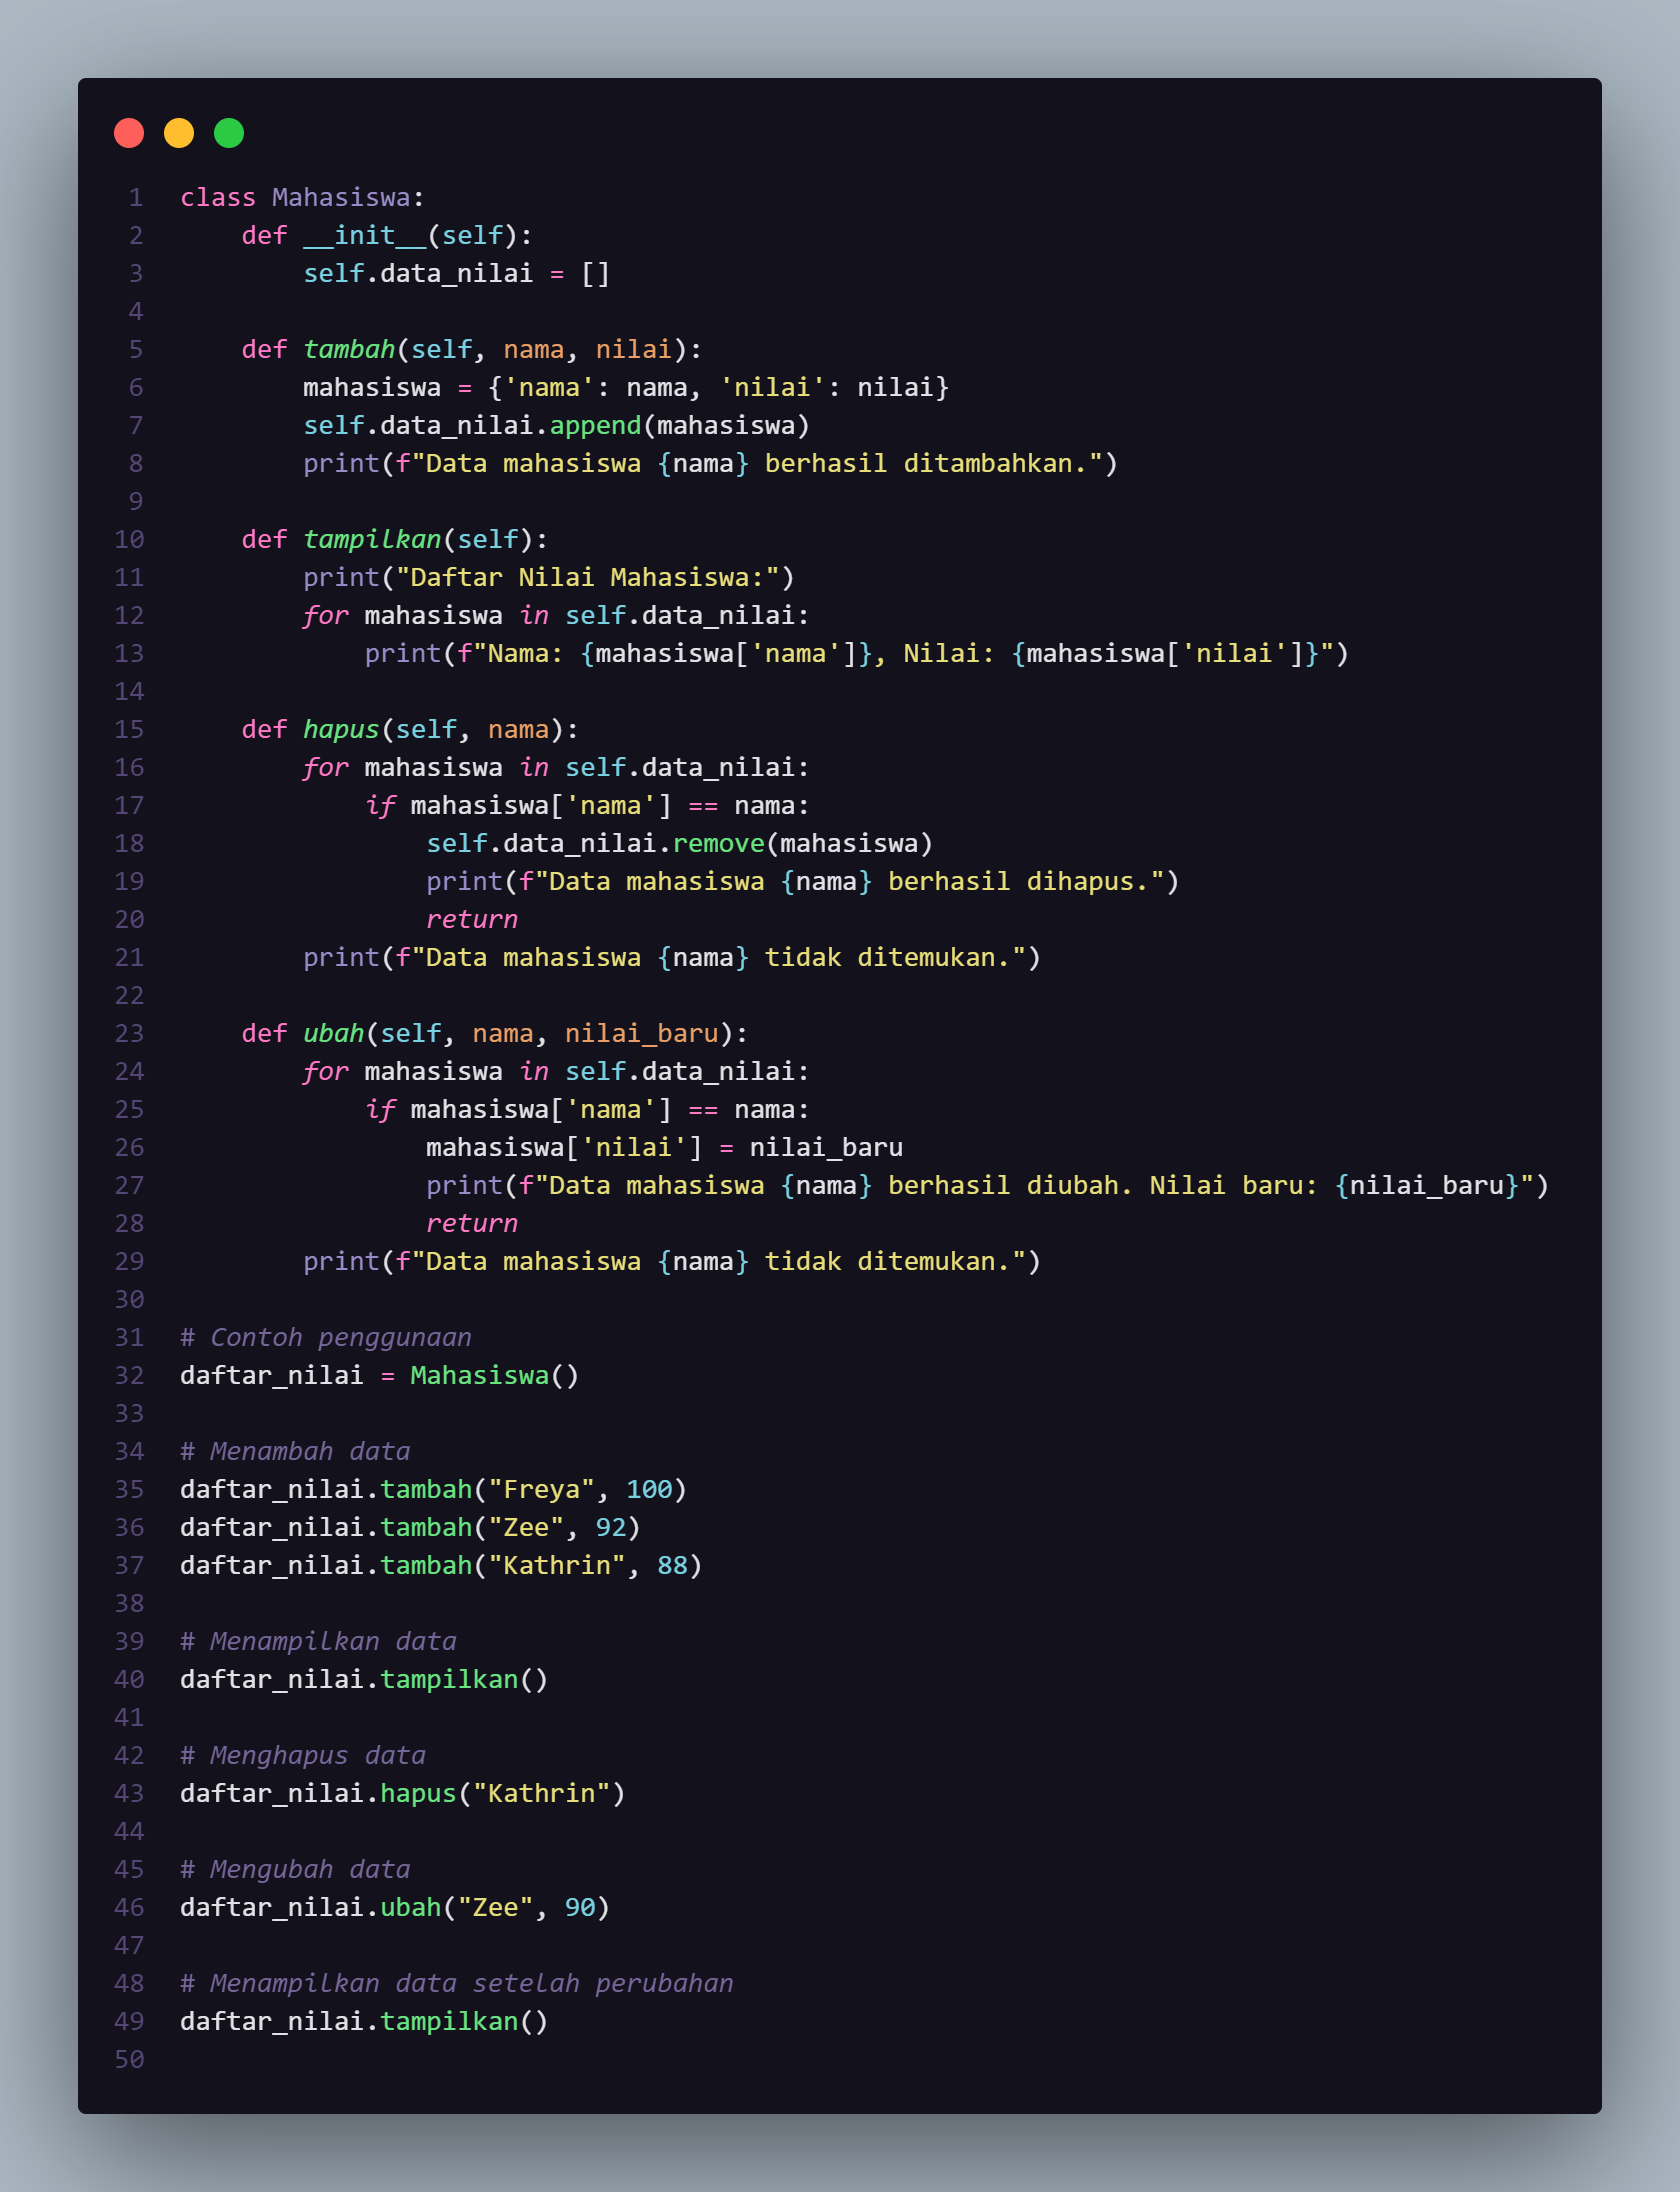 1 class Mahasiswa:
2     def __init__(self):
3         self.data_nilai = []
4
5     def tambah(self, nama, nilai):
6         mahasiswa = {'nama': nama, 'nilai': nilai}
7         self.data_nilai.append(mahasiswa)
8         print(f"Data mahasiswa {nama} berhasil ditambahkan.")
9
10     def tampilkan(self):
11         print("Daftar Nilai Mahasiswa:")
12         for mahasiswa in self.data_nilai:
13             print(f"Nama: {mahasiswa['nama']}, Nilai: {mahasiswa['nilai']}")
14
15     def hapus(self, nama):
16         for mahasiswa in self.data_nilai:
17             if mahasiswa['nama'] == nama:
18                 self.data_nilai.remove(mahasiswa)
19                 print(f"Data mahasiswa {nama} berhasil dihapus.")
20                 return
21         print(f"Data mahasiswa {nama} tidak ditemukan.")
22
23     def ubah(self, nama, nilai_baru):
24         for mahasiswa in self.data_nilai:
25             if mahasiswa['nama'] == nama:
26                 mahasiswa['nilai'] = nilai_baru
27                 print(f"Data mahasiswa {nama} berhasil diubah. Nilai baru: {nilai_baru}")
28                 return
29         print(f"Data mahasiswa {nama} tidak ditemukan.")
30
31 # Contoh penggunaan
32 daftar_nilai = Mahasiswa()
33
34 # Menambah data
35 daftar_nilai.tambah("Freya", 100)
36 daftar_nilai.tambah("Zee", 92)
37 daftar_nilai.tambah("Kathrin", 88)
38
39 # Menampilkan data
40 daftar_nilai.tampilkan()
41
42 # Menghapus data
43 daftar_nilai.hapus("Kathrin")
44
45 # Mengubah data
46 daftar_nilai.ubah("Zee", 90)
47
48 # Menampilkan data setelah perubahan
49 daftar_nilai.tampilkan()
50